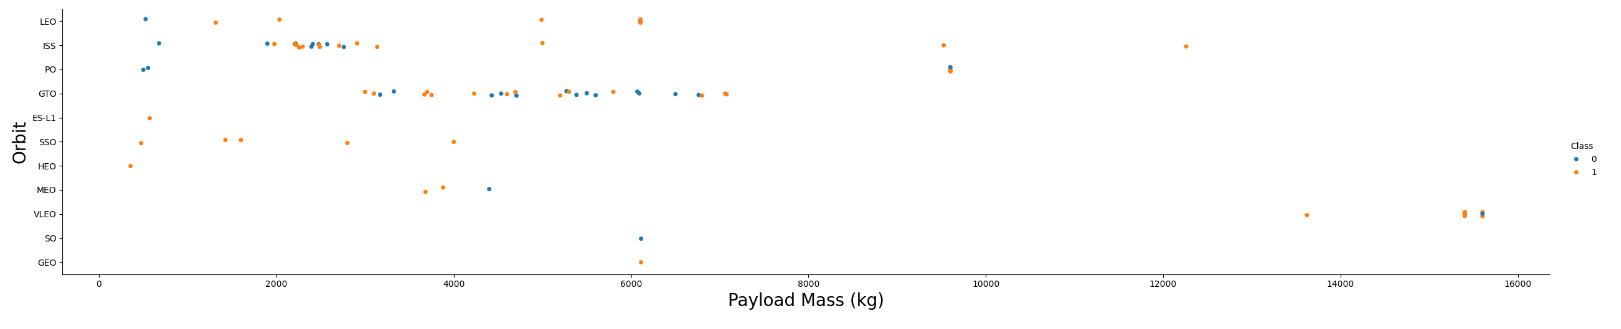 LEO
ISS
PO
GTO
ES-L1
SSO
HEO
MEO
VLEO
SO
GEO
Orbit
0 2000 4000 6000 8000 10000 12000 14000 16000
Payload Mass (kg)
Class
0
1